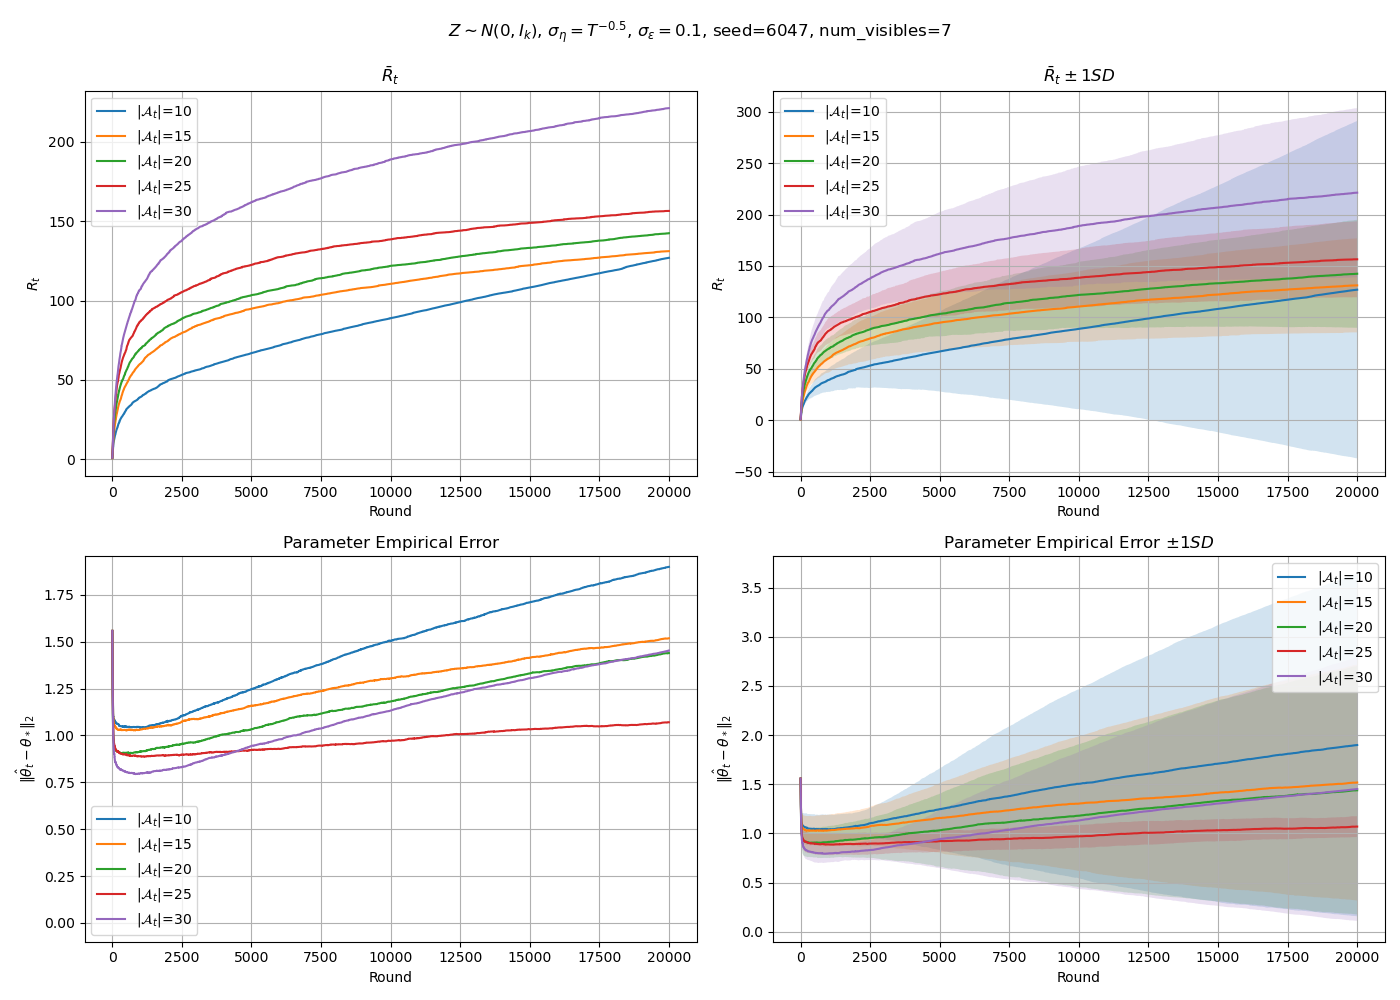 Z ∼ N(0, I_k), σ_η = T^{−0.5}, σ_ε = 0.1, seed=6047, num_visibles=7
R̄_t
R_t
200
150
100
50
0
|𝒜_t|=10
|𝒜_t|=15
|𝒜_t|=20
|𝒜_t|=25
|𝒜_t|=30
0 2500 5000 7500 10000 12500 15000 17500 20000
Round
R̄_t ± 1SD
R_t
300
250
200
150
100
50
0
−50
|𝒜_t|=10
|𝒜_t|=15
|𝒜_t|=20
|𝒜_t|=25
|𝒜_t|=30
0 2500 5000 7500 10000 12500 15000 17500 20000
Round
Parameter Empirical Error
‖θ̂_t − θ_*‖_2
1.75
1.50
1.25
1.00
0.75
0.50
0.25
0.00
|𝒜_t|=10
|𝒜_t|=15
|𝒜_t|=20
|𝒜_t|=25
|𝒜_t|=30
0 2500 5000 7500 10000 12500 15000 17500 20000
Round
Parameter Empirical Error ±1SD
‖θ̂_t − θ_*‖_2
3.5
3.0
2.5
2.0
1.5
1.0
0.5
0.0
|𝒜_t|=10
|𝒜_t|=15
|𝒜_t|=20
|𝒜_t|=25
|𝒜_t|=30
0 2500 5000 7500 10000 12500 15000 17500 20000
Round